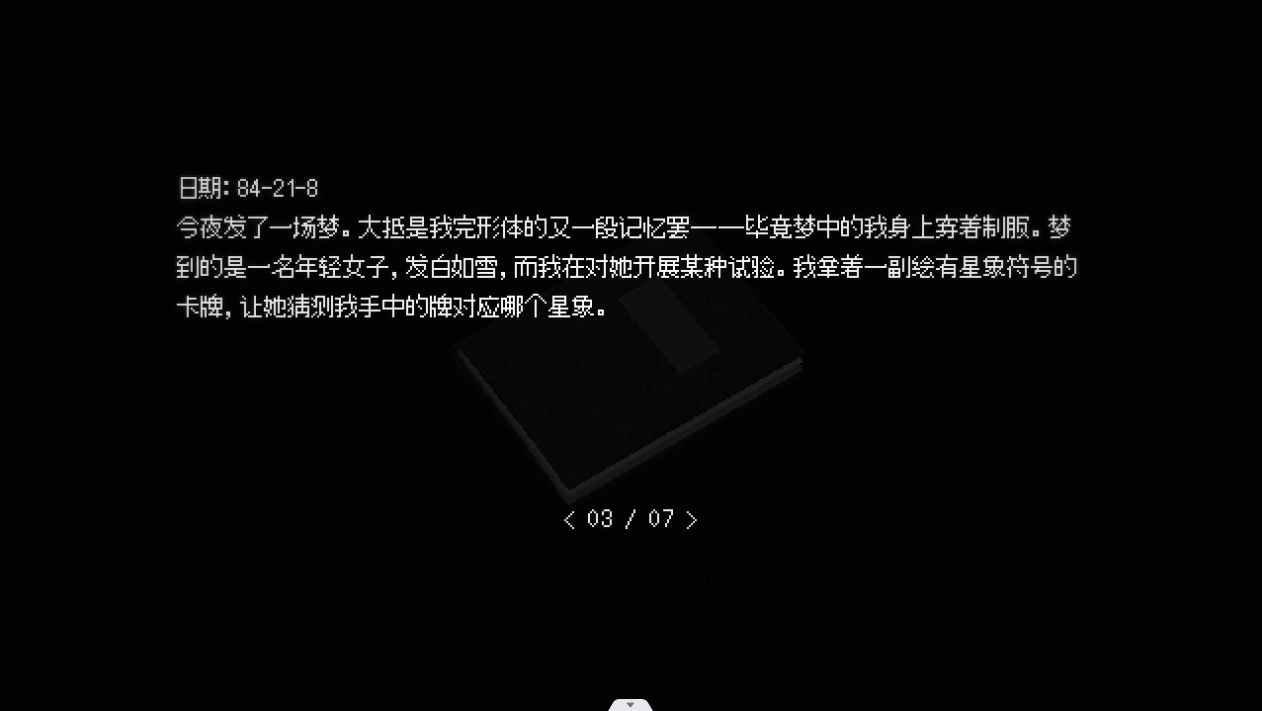 日期: 84-21-8
今夜发了一场梦。大抵是我完形体的又一段记忆罢——毕竟梦中的我身上穿着制服。梦
到的是一名年轻女子, 发白如雪, 而我在对她开展某种试验。我拿着一副绘有星象符号的
卡牌, 让她猜测我手中的牌对应哪个星象。
< 03 / 07 >